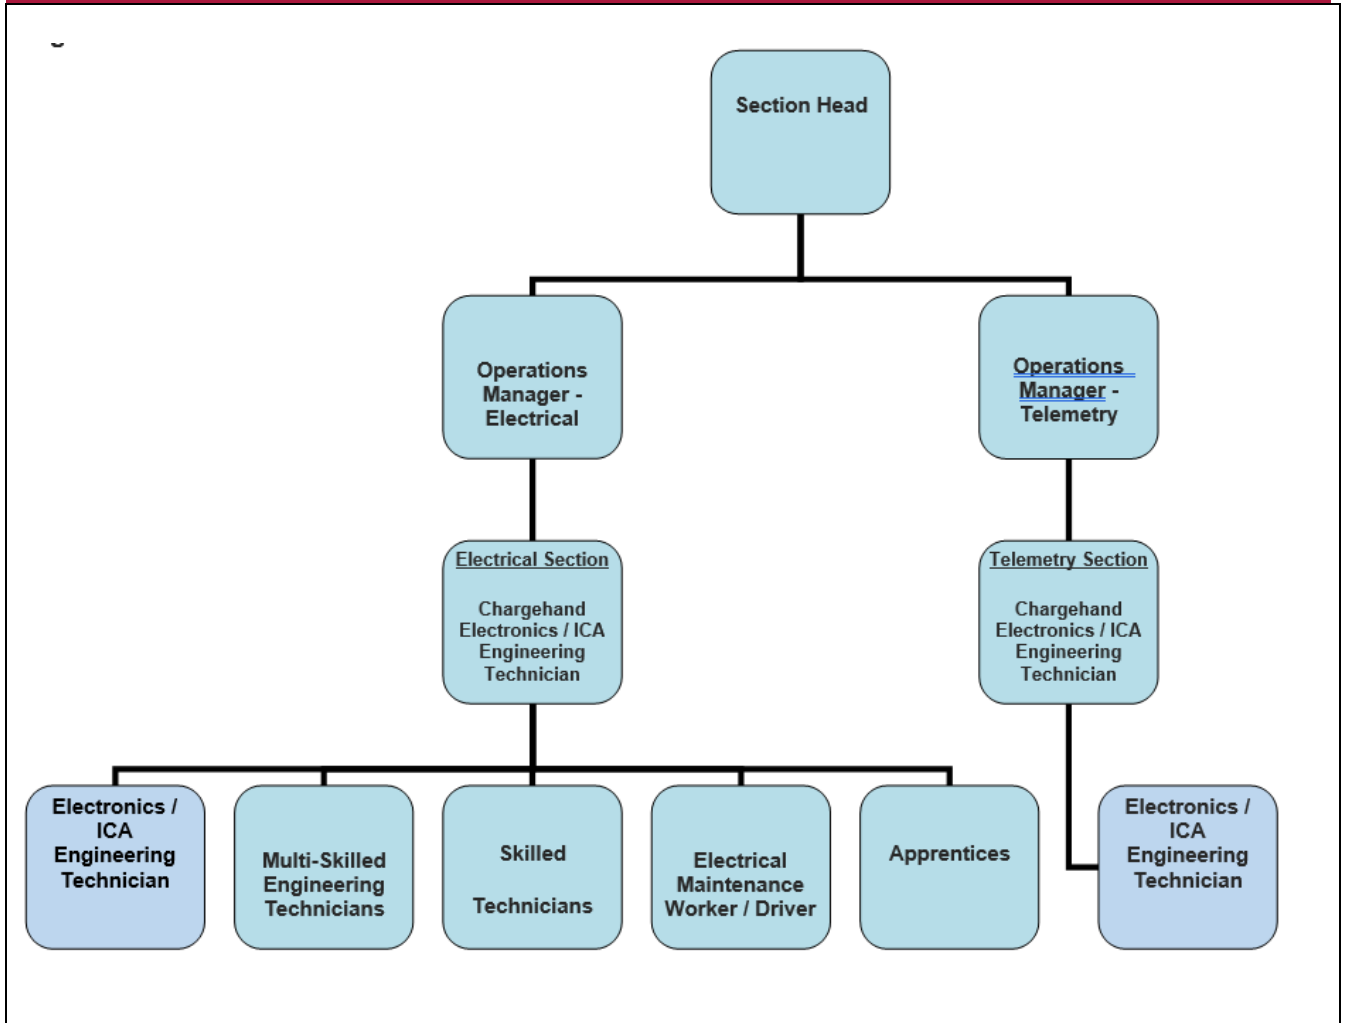 Section Head
Operations
Manager -
Electrical
Operations
Manager -
Telemetry
Electrical Section
Chargehand
Electronics / ICA
Engineering
Technician
Telemetry Section
Chargehand
Electronics / ICA
Engineering
Technician
Electronics /
ICA
Engineering
Technician
Multi-Skilled
Engineering
Technicians
Skilled
Technicians
Electrical
Maintenance
Worker / Driver
Apprentices
Electronics /
ICA
Engineering
Technician